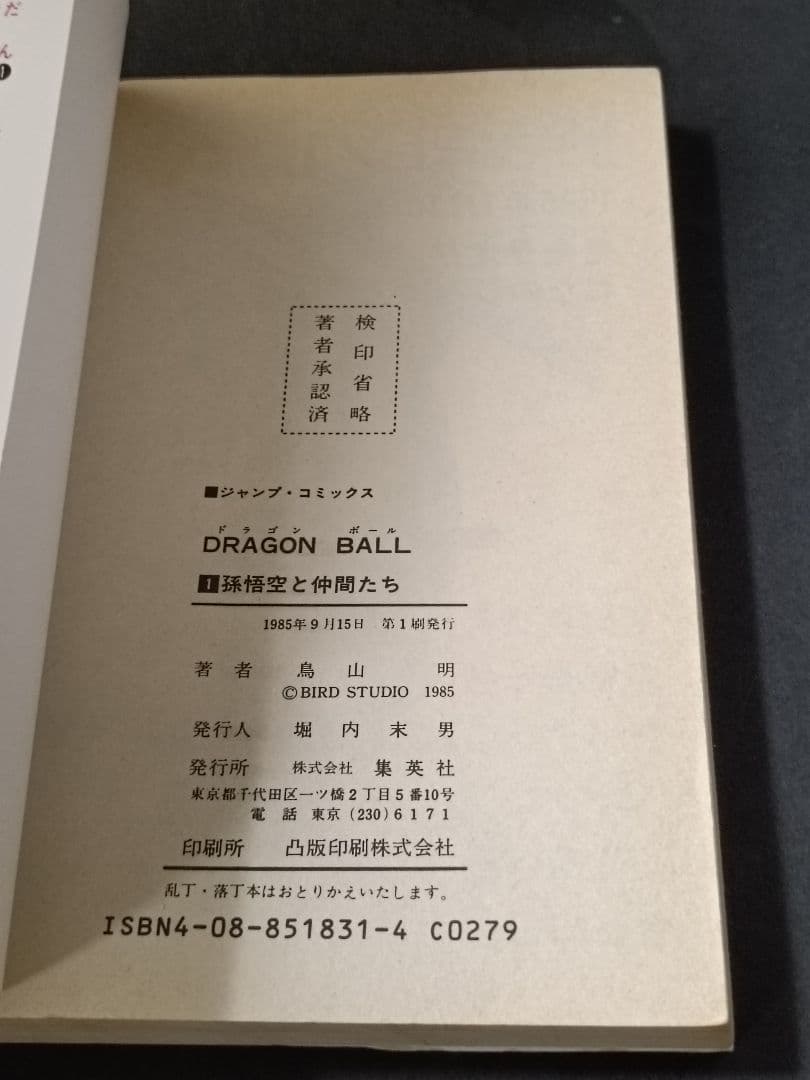 だ
ん
検印省略
著者承認済
■ジャンプ・コミックス
ドラゴン ボール
DRAGON BALL
1 孫悟空と仲間たち
1985年9月15日 第1刷発行
著者 鳥山 明
©BIRD STUDIO 1985
発行人 堀内末男
発行所 株式会社 集英社
東京都千代田区一ツ橋2丁目5番10号
電話 東京(230)6171
印刷所 凸版印刷株式会社
乱丁・落丁本はおとりかえいたします。
ISBN4-08-851831-4 C0279